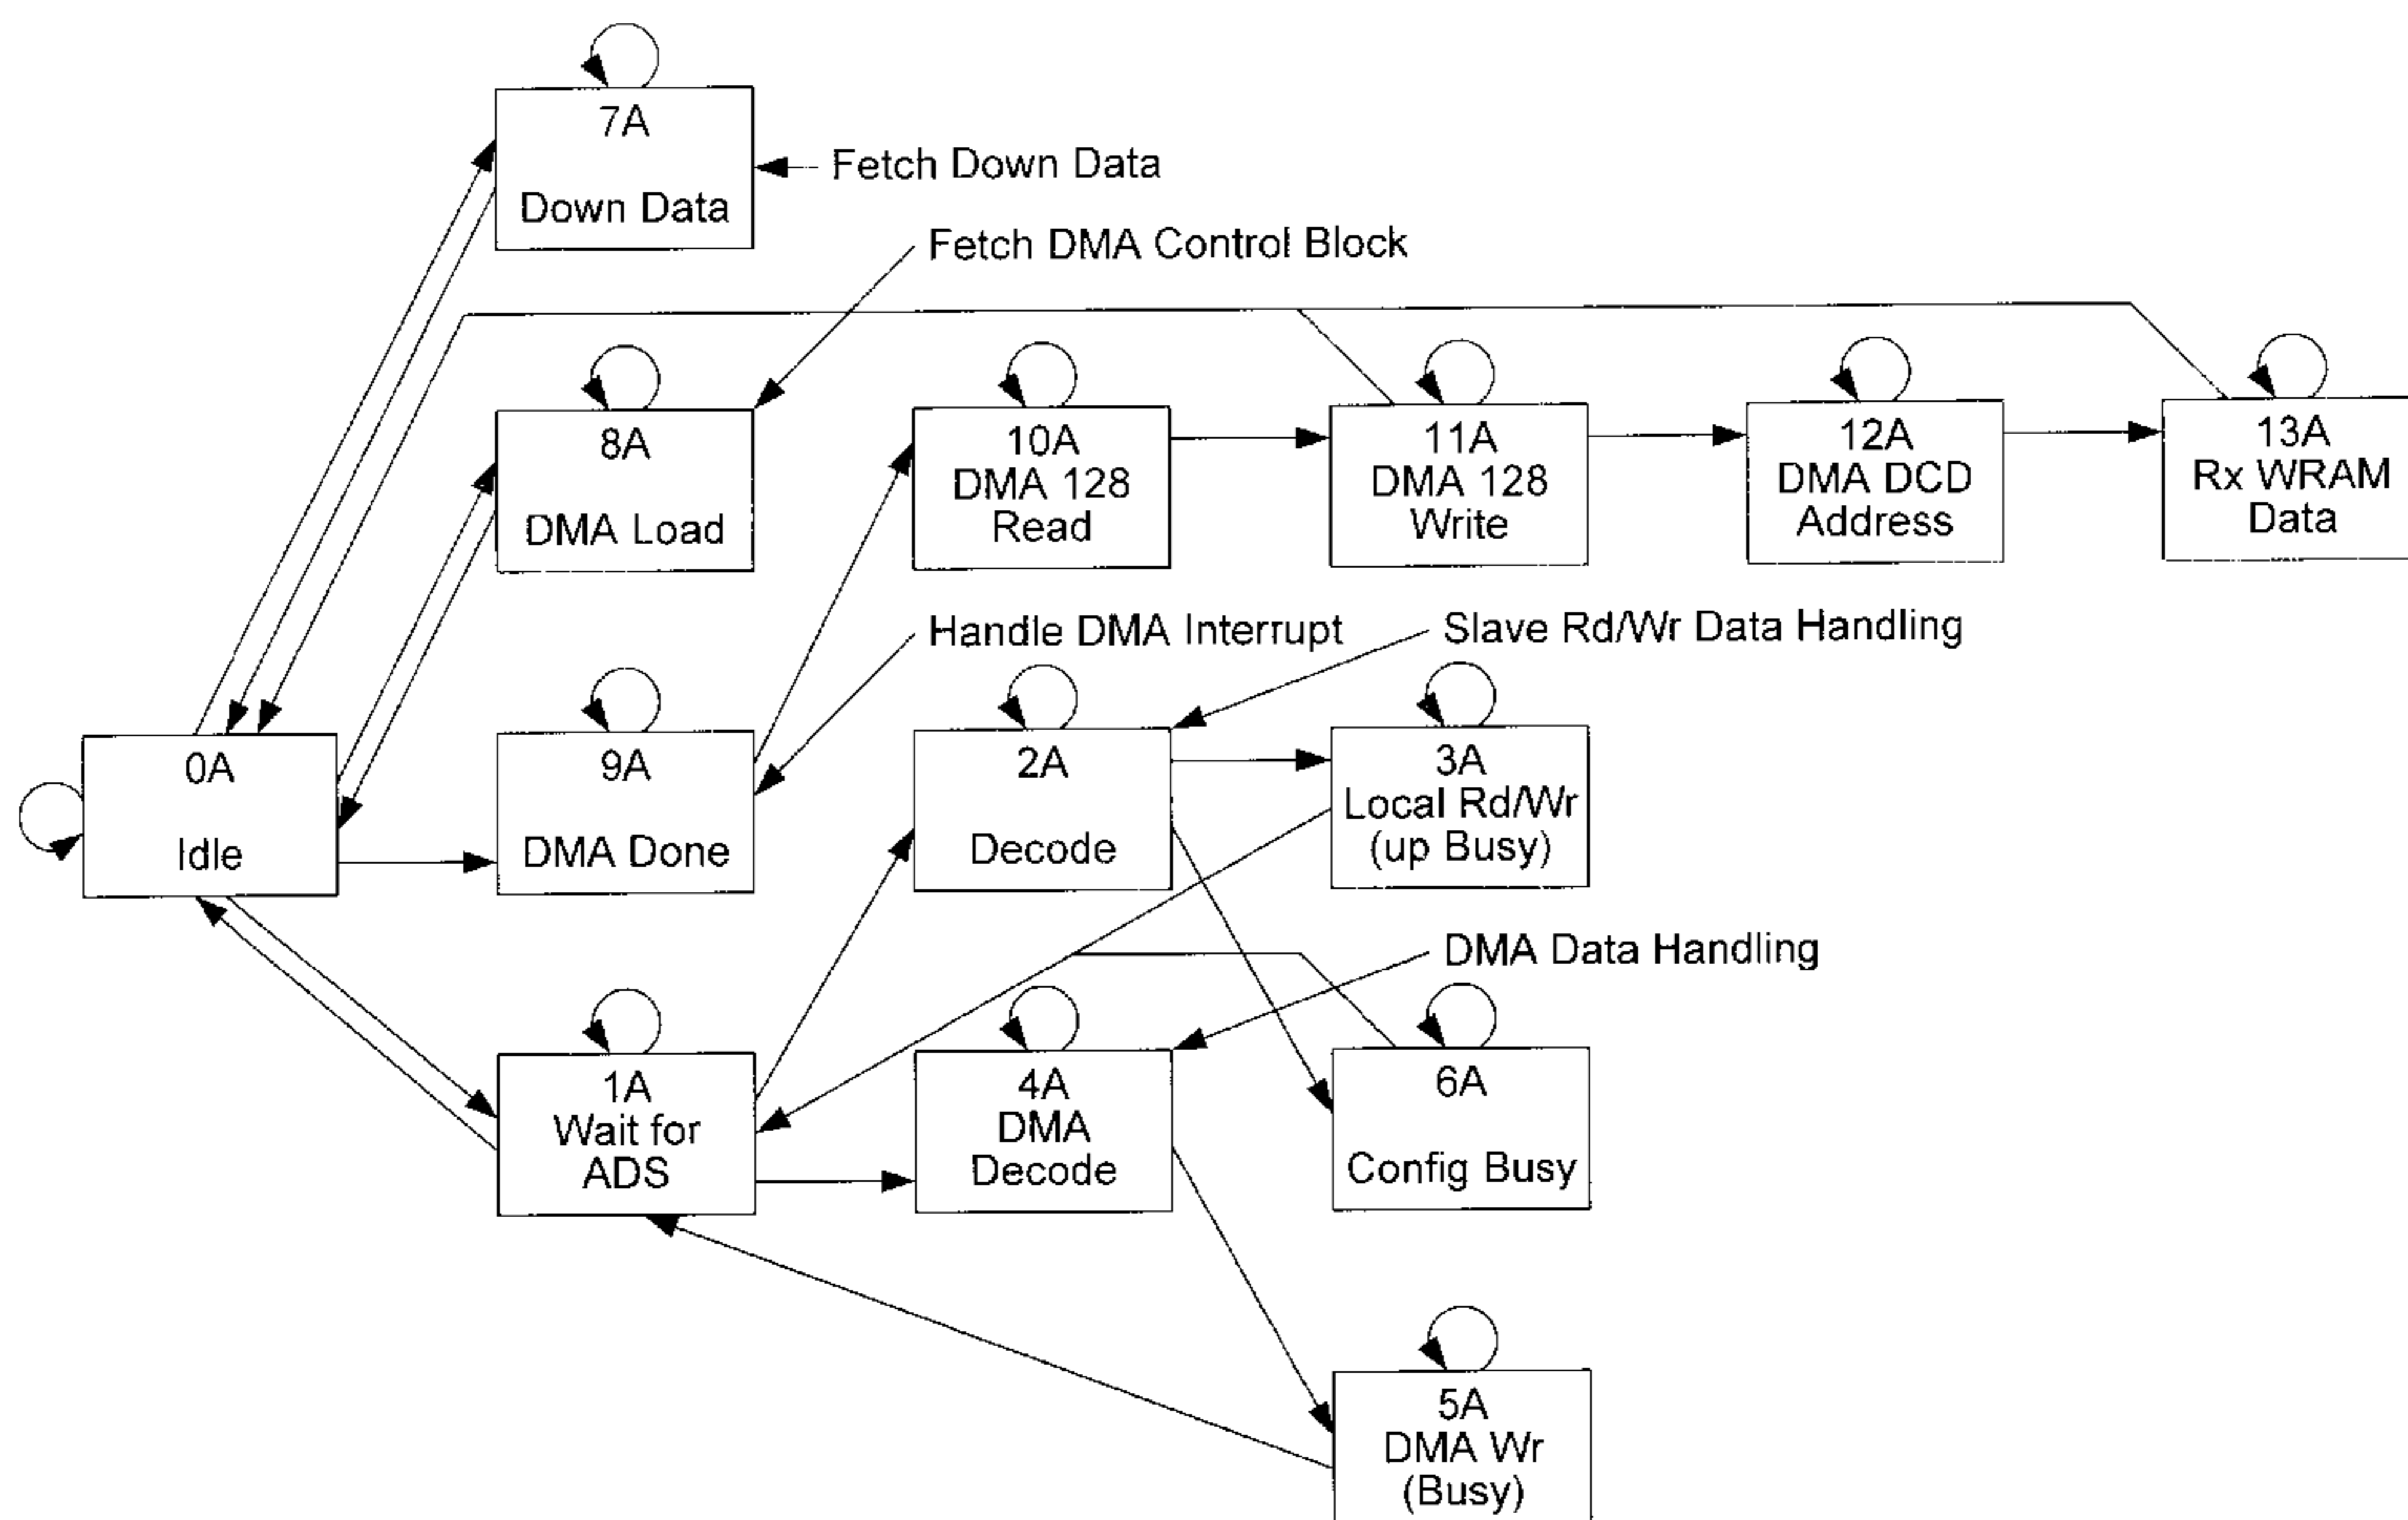 7A
Down Data
Fetch Down Data
Fetch DMA Control Block
8A
DMA Load
10A
DMA 128
Read
11A
DMA 128
Write
12A
DMA DCD
Address
13A
Rx WRAM
Data
Handle DMA Interrupt
Slave Rd/Wr Data Handling
0A
Idle
9A
DMA Done
2A
Decode
3A
Local Rd/Wr
(up Busy)
DMA Data Handling
1A
Wait for
ADS
4A
DMA
Decode
6A
Config Busy
5A
DMA Wr
(Busy)